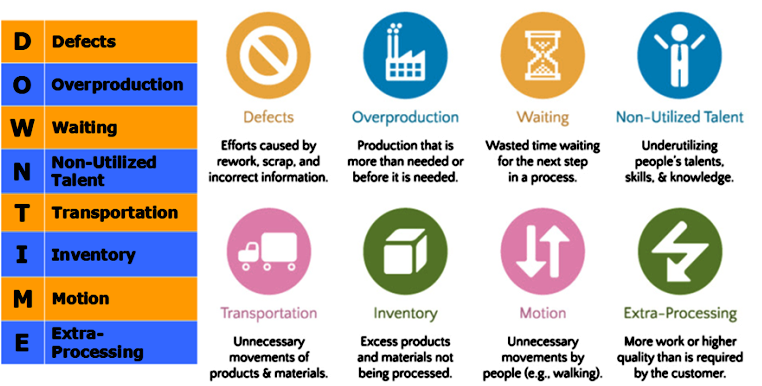 D Defects
O Overproduction
W Waiting
N Non-Utilized
Talent
T Transportation
I Inventory
M Motion
E Extra-
Processing
Defects
Efforts caused by
rework, scrap, and
incorrect information.
Overproduction
Production that is
more than needed or
before it is needed.
Waiting
Wasted time waiting
for the next step
in a process.
Non-Utilized Talent
Underutilizing
people's talents,
skills, & knowledge.
Transportation
Unnecessary
movements of
products & materials.
Inventory
Excess products
and materials not
being processed.
Motion
Unnecessary
movements by
people (e.g., walking).
Extra-Processing
More work or higher
quality than is required
by the customer.